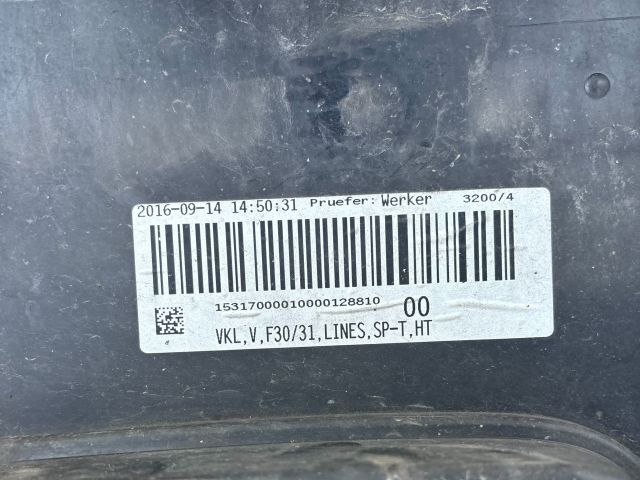 2016-09-14 14:50:31 Pruefer: Werker 3200/4
15317000010000128810 00
VKL,V,F30/31,LINES,SP-T,HT